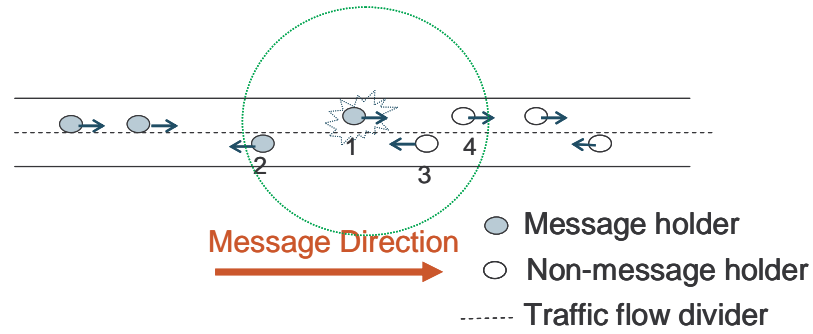 1
4
2
3
Message Direction
Message holder
Non-message holder
Traffic flow divider